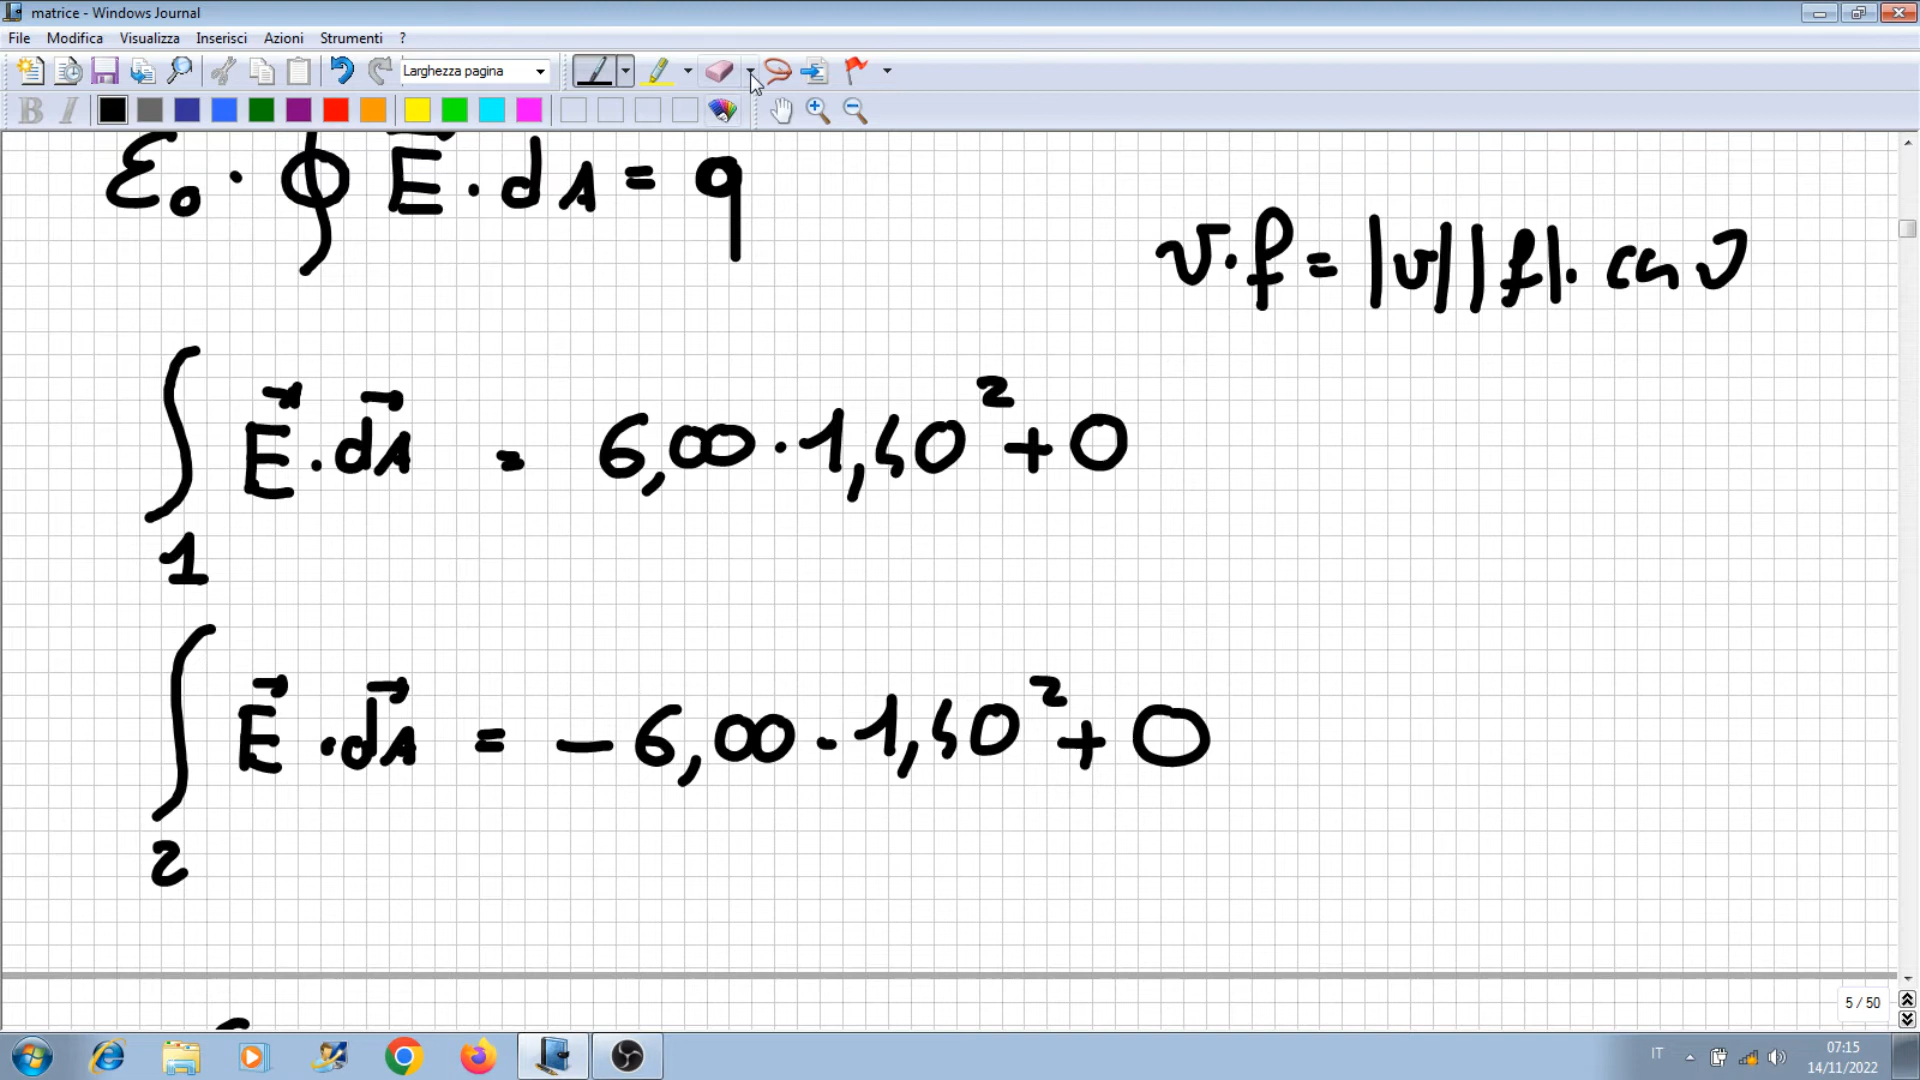 matrice - Windows Journal
File Modifica Visualizza Inserisci Azioni Strumenti ?
Larghezza pagina
B I
ε₀ · ∮ E⃗ · dA = q
v · f = |v| |f| · cos ϑ
∫₁ E⃗ · dA⃗ = 6,00 · 1,40² + 0
∫₂ E⃗ · dA⃗ = - 6,00 · 1,40² + 0
5 / 50
IT
07:15
14/11/2022